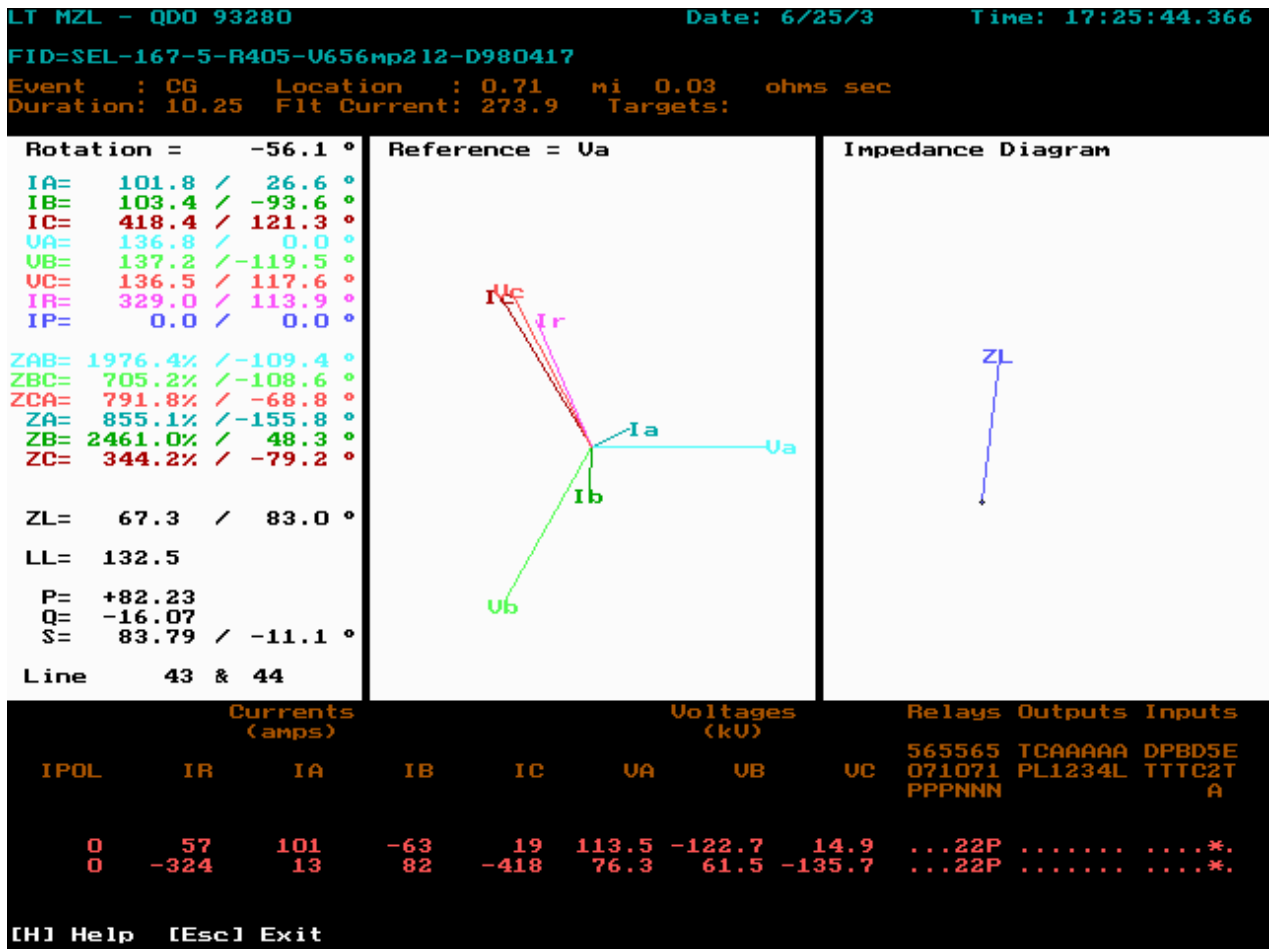 LT MZL - QDO 93280 Date: 6/25/3 Time: 17:25:44.366
FID=SEL-167-5-R405-V656mp2l2-D980417
Event : CG Location : 0.71 mi 0.03 ohms sec
Duration: 10.25 Flt Current: 273.9 Targets:
Rotation = -56.1 °
IA= 101.8 / 26.6 °
IB= 103.4 / -93.6 °
IC= 418.4 / 121.3 °
VA= 136.8 / 0.0 °
VB= 137.2 /-119.5 °
VC= 136.5 / 117.6 °
IR= 329.0 / 113.9 °
IP= 0.0 / 0.0 °
ZAB= 1976.4% /-109.4 °
ZBC= 705.2% /-108.6 °
ZCA= 791.8% / -68.8 °
ZA= 855.1% /-155.8 °
ZB= 2461.0% / 48.3 °
ZC= 344.2% / -79.2 °
ZL= 67.3 / 83.0 °
LL= 132.5
P= +82.23
Q= -16.07
S= 83.79 / -11.1 °
Line 43 & 44
Reference = Va
Ic
Vc
Ir
Ia
Va
Ib
Vb
Impedance Diagram
ZL
Currents Voltages Relays Outputs Inputs
(amps) (kV)
565565 TCAAAAA DPBD5E
IPOL IR IA IB IC VA VB VC 071071 PL1234L TTTC2T
PPPNNN A
0 57 101 -63 19 113.5 -122.7 14.9 ...22P ....... ....*.
0 -324 13 82 -418 76.3 61.5 -135.7 ...22P ....... ....*.
[H] Help [Esc] Exit